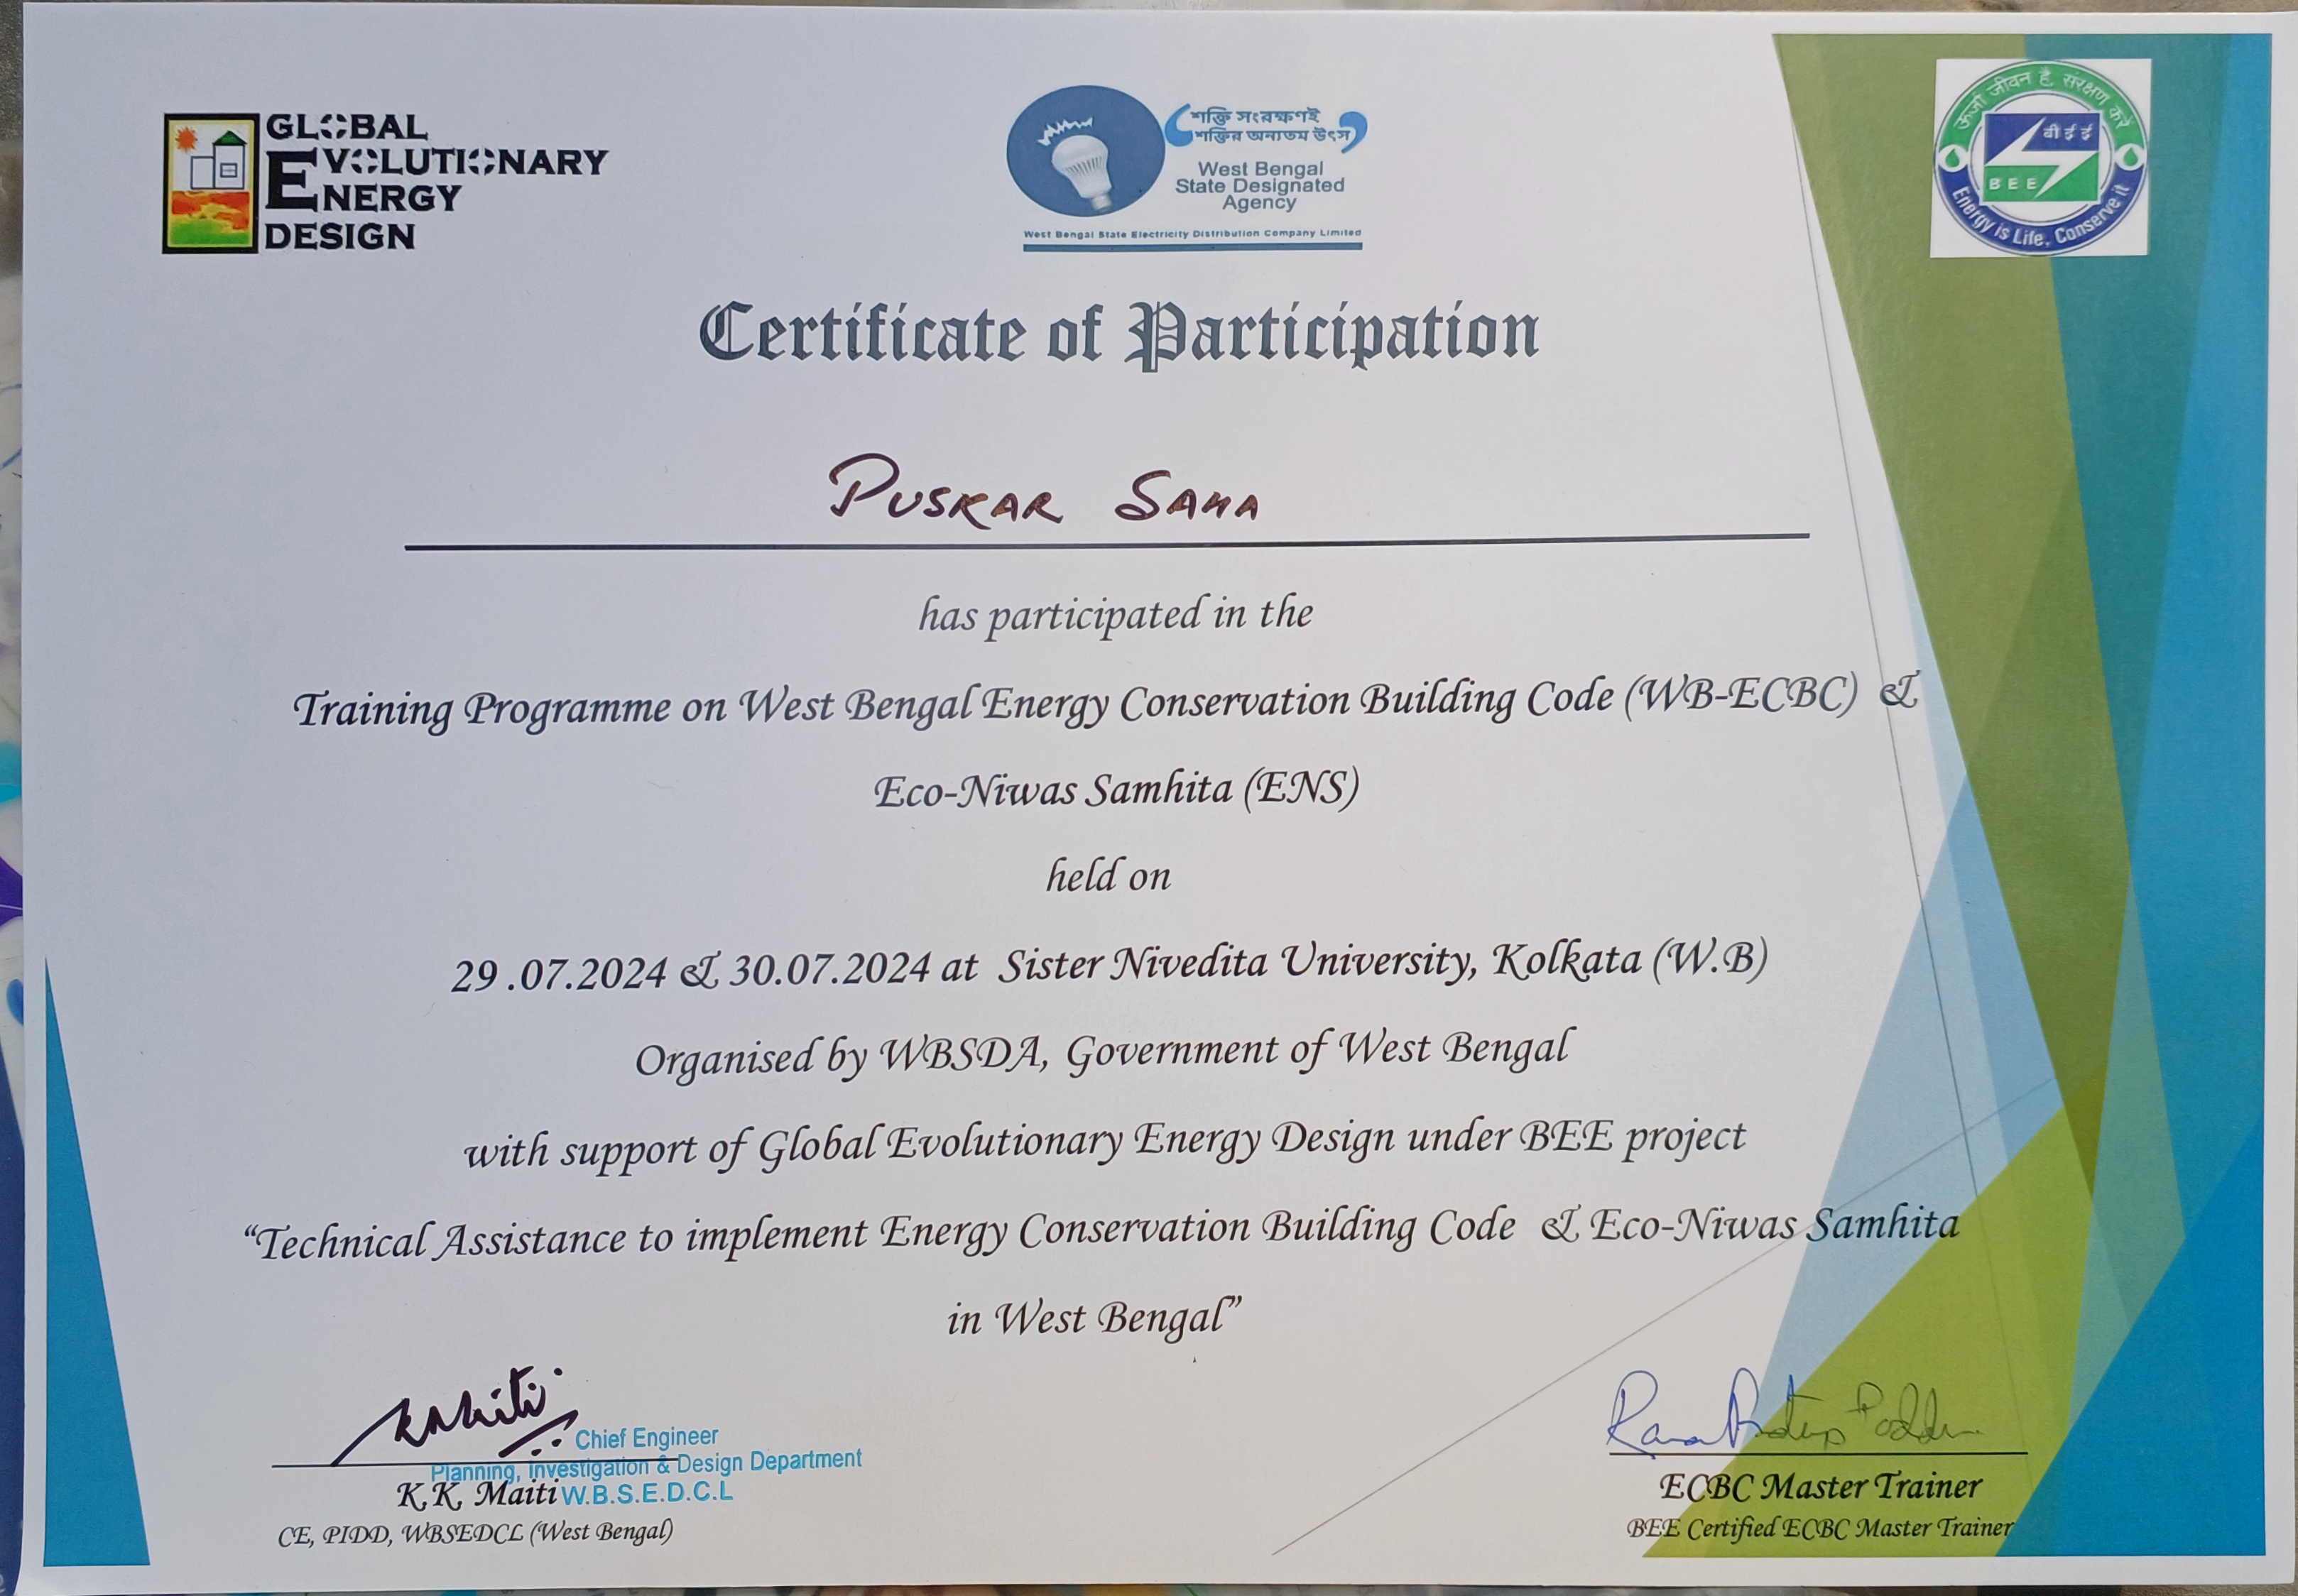 GLOBAL
EVOLUTIONARY
ENERGY
DESIGN
শক্তি সংরক্ষণই
শক্তির অন্যতম উৎস
West Bengal
State Designated
Agency
West Bengal State Electricity Distribution Company Limited
ऊर्जा जीवन है, संरक्षण करें
बीईई
BEE
Energy is Life, Conserve it
Certificate of Participation
PUSKAR SAHA
has participated in the
Training Programme on West Bengal Energy Conservation Building Code (WB-ECBC) &
Eco-Niwas Samhita (ENS)
held on
29 .07.2024 & 30.07.2024 at Sister Nivedita University, Kolkata (W.B)
Organised by WBSDA, Government of West Bengal
with support of Global Evolutionary Energy Design under BEE project
“Technical Assistance to implement Energy Conservation Building Code & Eco-Niwas Samhita
in West Bengal”
KMaiti
Chief Engineer
Planning, Investigation & Design Department
W.B.S.E.D.C.L
K.K. Maiti
CE, PIDD, WBSEDCL (West Bengal)
Rana Pratap Poddar
ECBC Master Trainer
BEE Certified ECBC Master Trainer